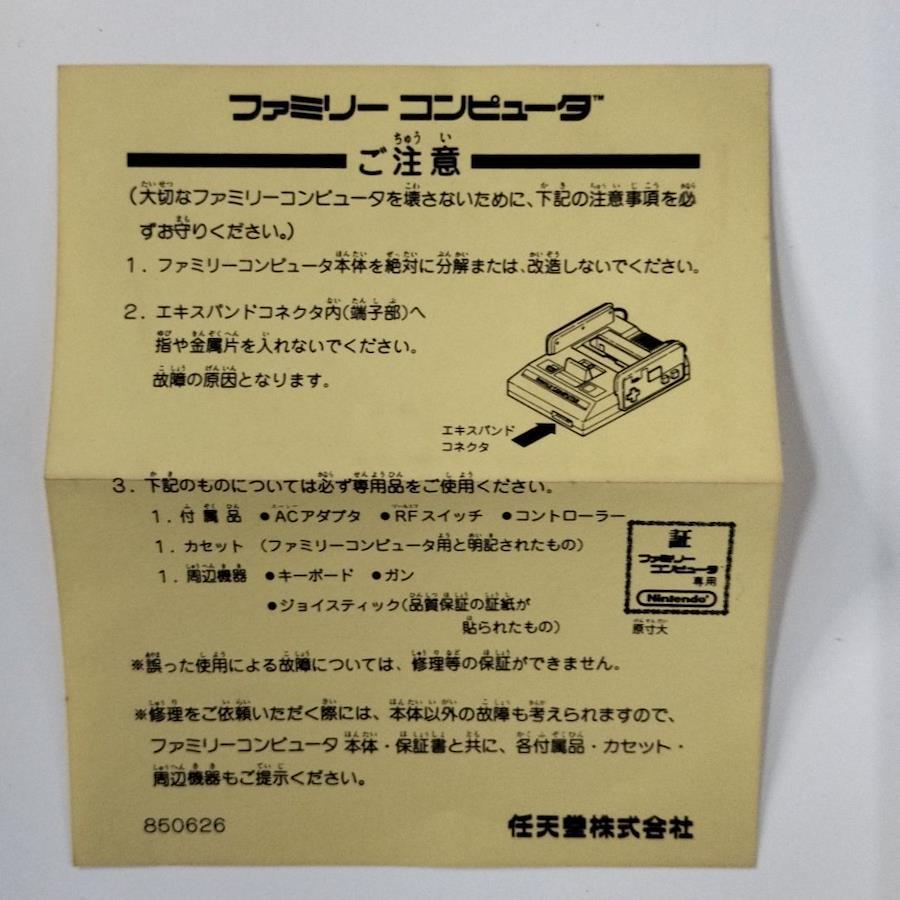 ファミリー コンピュータ™
ご注意
(大切なファミリーコンピュータを壊さないために、下記の注意事項を必
ずお守りください。)
1. ファミリーコンピュータ本体を絶対に分解または、改造しないでください。
2. エキスパンドコネクタ内(端子部)へ
指や金属片を入れないでください。
故障の原因となります。
エキスパンド
コネクタ
3. 下記のものについては必ず専用品をご使用ください。
1. 付属品 ●ACアダプタ ●RFスイッチ ●コントローラー
1. カセット (ファミリーコンピュータ用と明記されたもの)
1. 周辺機器 ●キーボード ●ガン
●ジョイスティック(品質保証の証紙が
貼られたもの)
証
ファミリー
コンピュータ
専用
Nintendo
原寸大
※誤った使用による故障については、修理等の保証ができません。
※修理をご依頼いただく際には、本体以外の故障も考えられますので、
ファミリーコンピュータ 本体・保証書と共に、各付属品・カセット・
周辺機器もご提示ください。
850626
任天堂株式会社